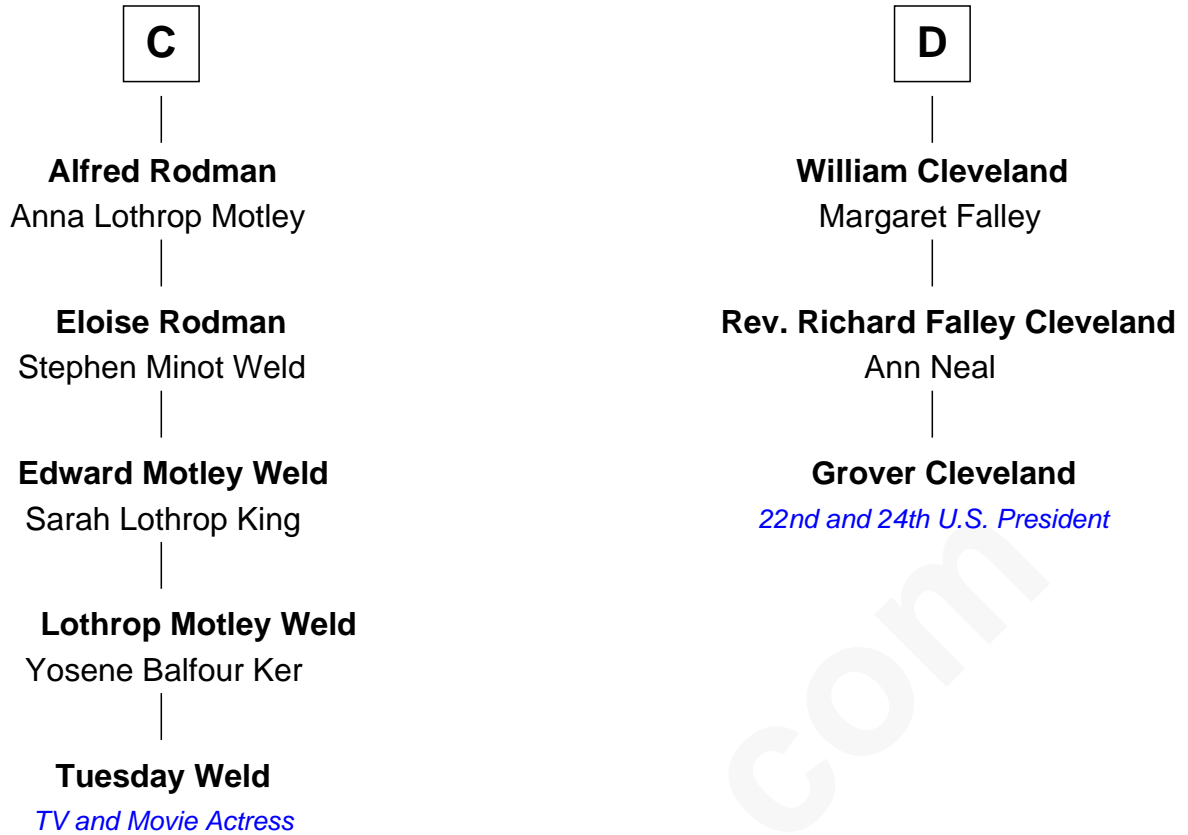 C
Alfred Rodman
Anna Lothrop Motley
Eloise Rodman
Stephen Minot Weld
Edward Motley Weld
Sarah Lothrop King
Lothrop Motley Weld
Yosene Balfour Ker
Tuesday Weld
TV and Movie Actress
D
William Cleveland
Margaret Falley
Rev. Richard Falley Cleveland
Ann Neal
Grover Cleveland
22nd and 24th U.S. President
com